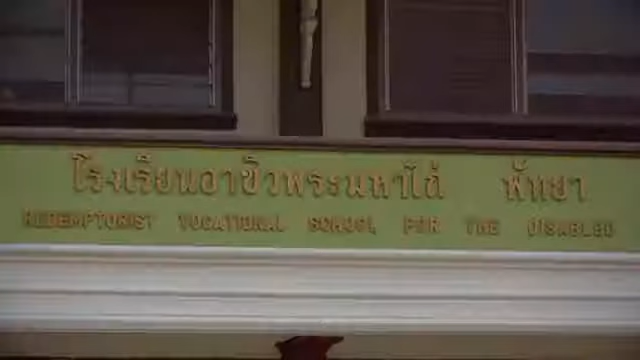 โรงเรียนอาชีวพระมหาไถ่ พัทยา
REDEMPTORIST VOCATIONAL SCHOOL FOR THE DISABLED